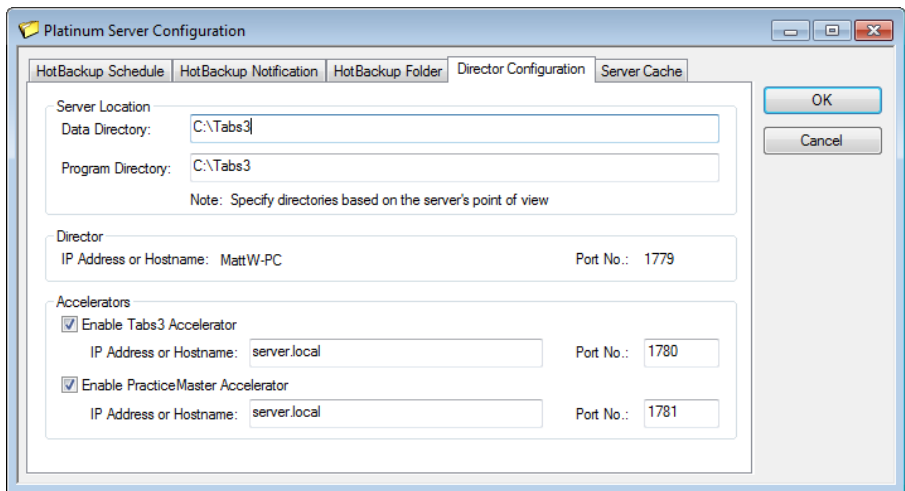 Platinum Server Configuration
HotBackup Schedule HotBackup Notification HotBackup Folder Director Configuration Server Cache
OK
Cancel
Server Location
Data Directory: C:\Tabs3
Program Directory: C:\Tabs3
Note: Specify directories based on the server's point of view
Director
IP Address or Hostname: MattW-PC Port No.: 1779
Accelerators
Enable Tabs3 Accelerator
IP Address or Hostname: server.local Port No.: 1780
Enable PracticeMaster Accelerator
IP Address or Hostname: server.local Port No.: 1781